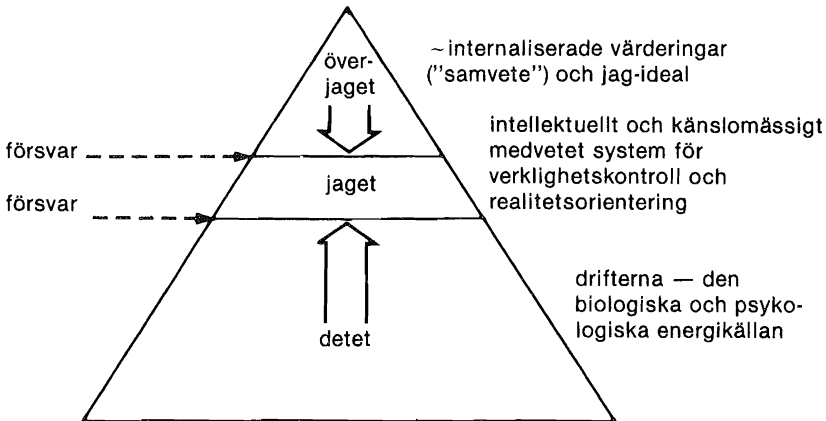 över-
jaget
~internaliserade värderingar
("samvete") och jag-ideal
försvar
jaget
försvar
intellektuellt och känslomässigt
medvetet system för
verklighetskontroll och
realitetsorientering
detet
drifterna — den
biologiska och psyko-
logiska energikällan